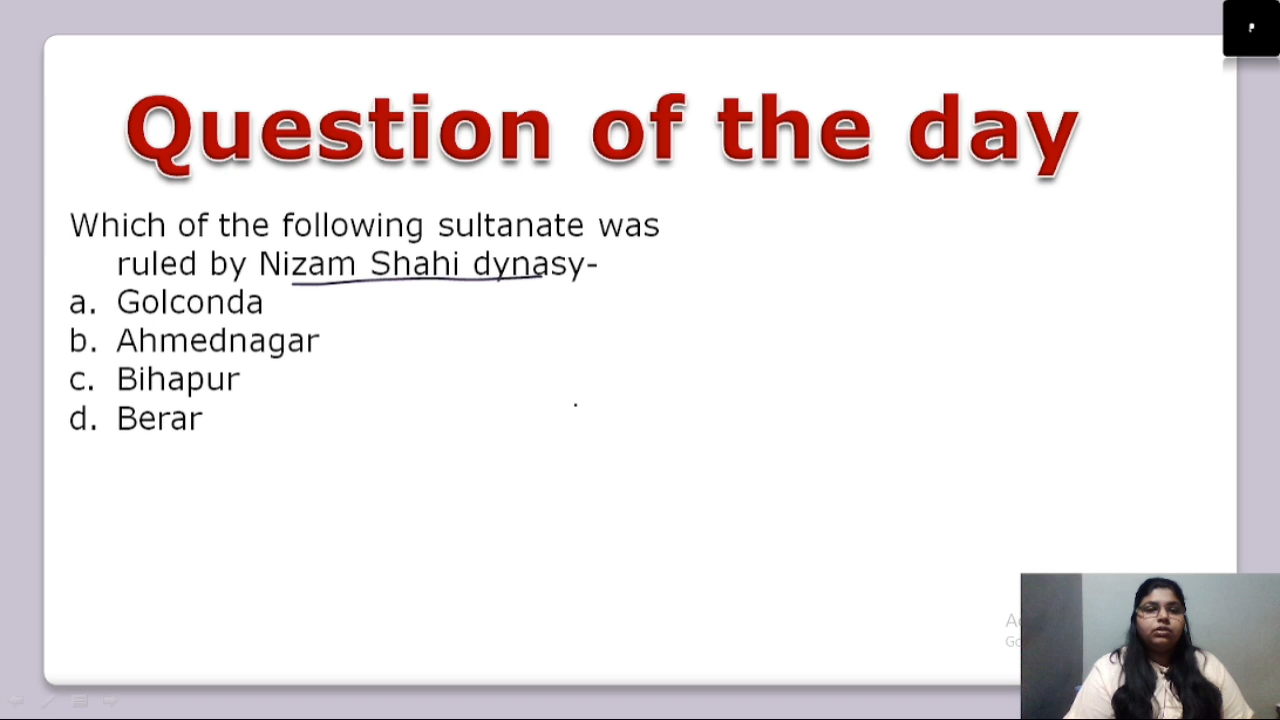 Question of the day
Which of the following sultanate was
ruled by Nizam Shahi dynasy-
a. Golconda
b. Ahmednagar
c. Bihapur
d. Berar